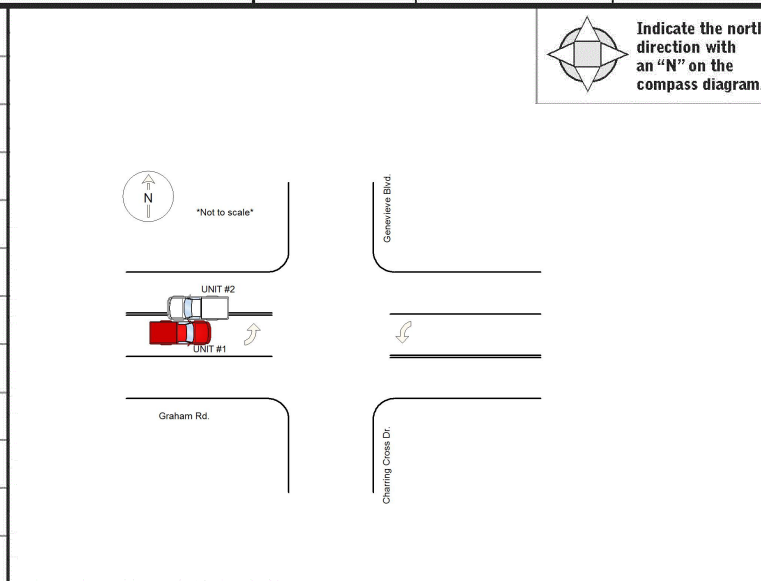 Indicate the north
direction with
an “N” on the
compass diagram.
Genevieve Blvd.
N
*Not to scale*
UNIT #2
UNIT #1
Graham Rd.
Charring Cross Dr.